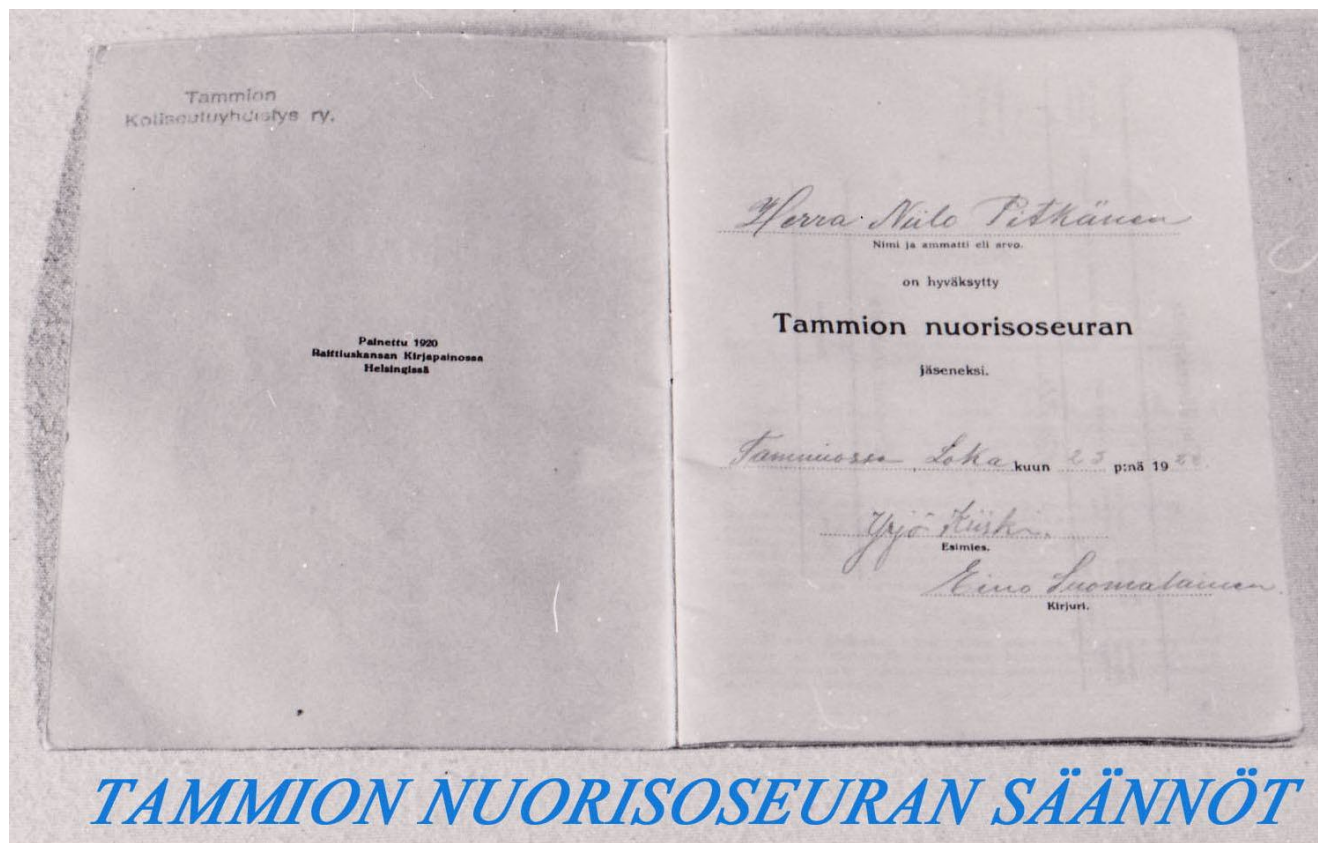 Tammion
Kotiseutuyhdistys ry.
Painettu 1920
Raittiuskansan Kirjapainossa
Helsingissä
Herra Niilo Pitkänen
Nimi ja ammatti eli arvo.
on hyväksytty
Tammion nuorisoseuran
jäseneksi.
Tammiossa, Loka kuun 23 p:nä 19
Yrjö Kiiski
Esimies.
Eino Suomalainen.
Kirjuri.
TAMMION NUORISOSEURAN SÄÄNNÖT